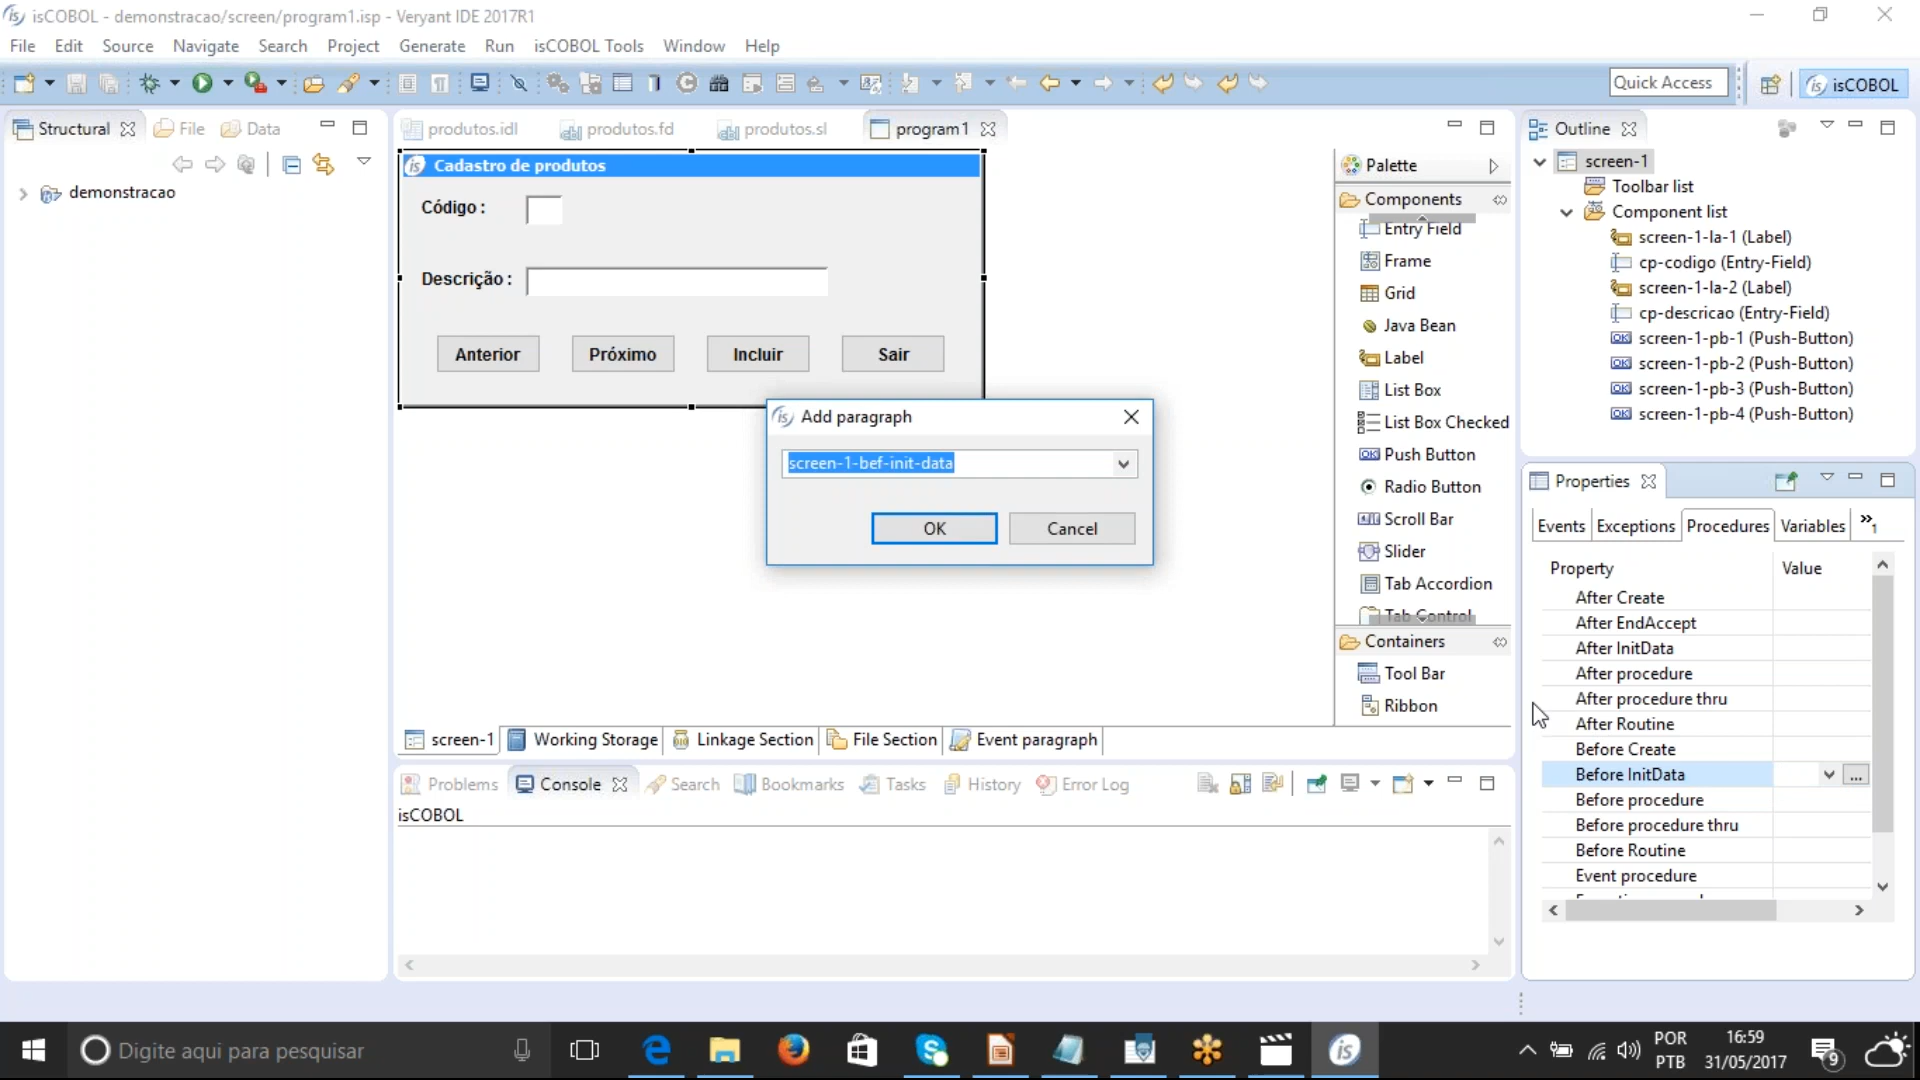 isCOBOL - demonstracao/screen/program1.isp - Veryant IDE 2017R1
File Edit Source Navigate Search Project Generate Run isCOBOL Tools Window Help
Quick Access
isCOBOL
Structural File Data
demonstracao
produtos.idl produtos.fd produtos.sl program1
Cadastro de produtos
Código :
Descrição :
Anterior Próximo Incluir Sair
Add paragraph
screen-1-bef-init-data
OK Cancel
Palette
Components
Entry Field
Frame
Grid
Java Bean
Label
List Box
List Box Checked
Push Button
Radio Button
Scroll Bar
Slider
Tab Accordion
Tab Control
Containers
Tool Bar
Ribbon
screen-1 Working Storage Linkage Section File Section Event paragraph
Problems Console Search Bookmarks Tasks History Error Log
isCOBOL
Outline
screen-1
Toolbar list
Component list
screen-1-la-1 (Label)
cp-codigo (Entry-Field)
screen-1-la-2 (Label)
cp-descricao (Entry-Field)
screen-1-pb-1 (Push-Button)
screen-1-pb-2 (Push-Button)
screen-1-pb-3 (Push-Button)
screen-1-pb-4 (Push-Button)
Properties
Events Exceptions Procedures Variables »1
Property Value
After Create
After EndAccept
After InitData
After procedure
After procedure thru
After Routine
Before Create
Before InitData ...
Before procedure
Before procedure thru
Before Routine
Event procedure
Digite aqui para pesquisar
POR
PTB
16:59
31/05/2017
9